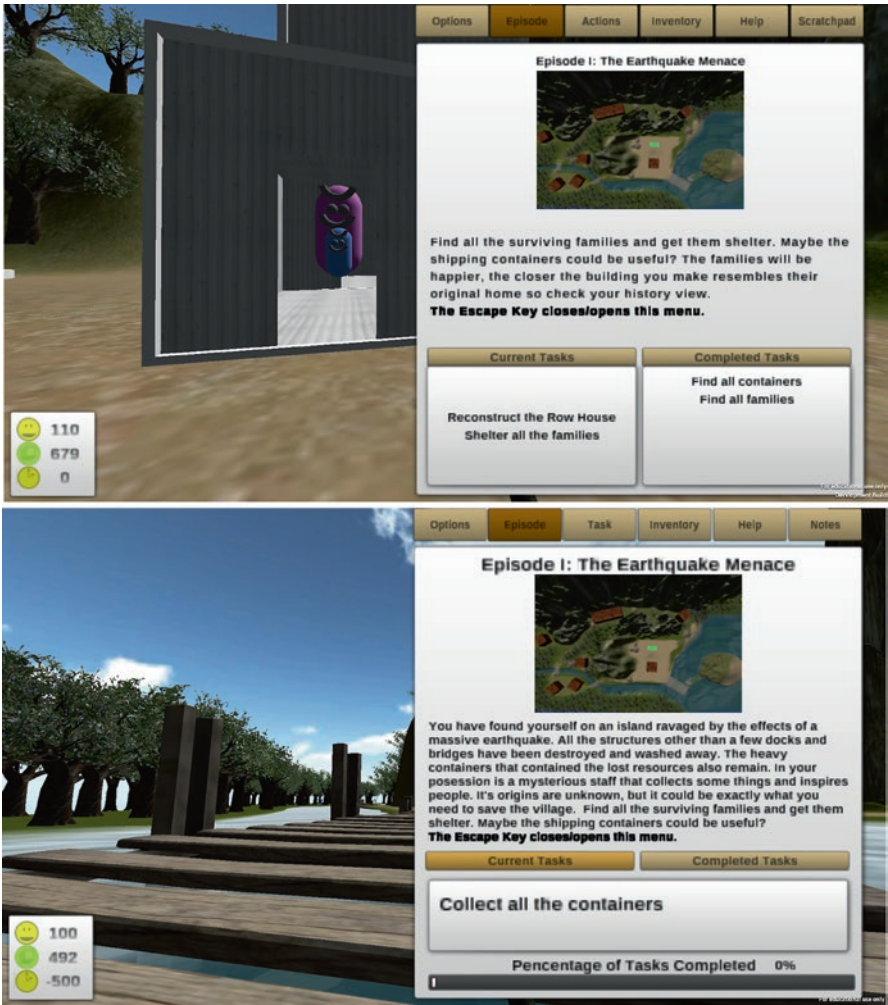 Options Episode Actions Inventory Help Scratchpad
Episode I: The Earthquake Menace
Find all the surviving families and get them shelter. Maybe the
shipping containers could be useful? The families will be
happier, the closer the building you make resembles their
original home so check your history view.
The Escape Key closes/opens this menu.
Current Tasks
Completed Tasks
Reconstruct the Row House
Shelter all the families
Find all containers
Find all families
110
679
0
For educational use only
Development Build
Options Episode Task Inventory Help Notes
Episode I: The Earthquake Menace
You have found yourself on an island ravaged by the effects of a
massive earthquake. All the structures other than a few docks and
bridges have been destroyed and washed away. The heavy
containers that contained the lost resources also remain. In your
posession is a mysterious staff that collects some things and inspires
people. It's origins are unknown, but it could be exactly what you
need to save the village. Find all the surviving families and get them
shelter. Maybe the shipping containers could be useful?
The Escape Key closes/opens this menu.
Current Tasks
Completed Tasks
Collect all the containers
Pencentage of Tasks Completed 0%
100
492
-500
For educational use only